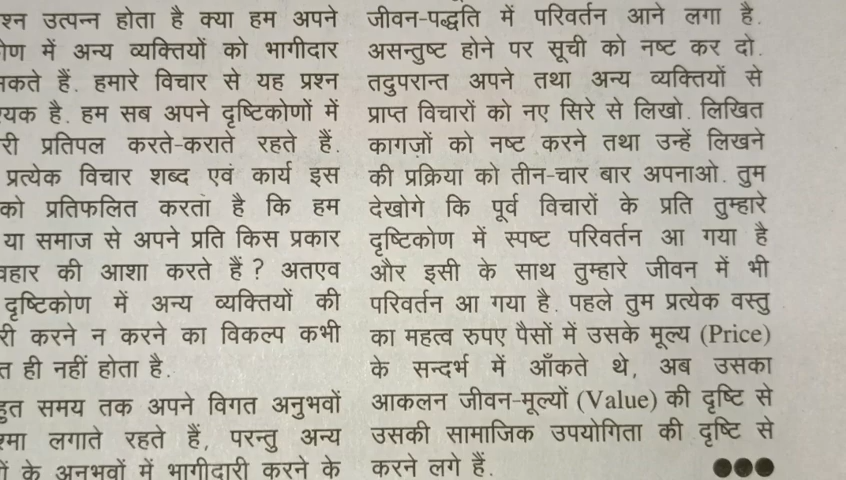 उत्पन्न होता है क्या हम अपने
में अन्य व्यक्तियों को भागीदार
हैं. हमारे विचार से यह प्रश्न
है. हम सब अपने दृष्टिकोणों में
री प्रतिपल करते-कराते रहते हैं.
प्रत्येक विचार शब्द एवं कार्य इस
को प्रतिफलित करता है कि हम
या समाज से अपने प्रति किस प्रकार
की आशा करते हैं ? अतएव
दृष्टिकोण में अन्य व्यक्तियों की
री करने न करने का विकल्प कभी
त ही नहीं होता है.
समय तक अपने विगत अनुभवों
लगाते रहते हैं, परन्तु अन्य
के अनुभवों में भागीदारी करने के
जीवन-पद्धति में परिवर्तन आने लगा है.
असन्तुष्ट होने पर सूची को नष्ट कर दो.
तदुपरान्त अपने तथा अन्य व्यक्तियों से
प्राप्त विचारों को नए सिरे से लिखो. लिखित
कागज़ों को नष्ट करने तथा उन्हें लिखने
की प्रक्रिया को तीन-चार बार अपनाओ. तुम
देखोगे कि पूर्व विचारों के प्रति तुम्हारे
दृष्टिकोण में स्पष्ट परिवर्तन आ गया है
और इसी के साथ तुम्हारे जीवन में भी
परिवर्तन आ गया है. पहले तुम प्रत्येक वस्तु
का महत्व रुपए पैसों में उसके मूल्य (Price)
के सन्दर्भ में आँकते थे, अब उसका
आकलन जीवन-मूल्यों (Value) की दृष्टि से
उसकी सामाजिक उपयोगिता की दृष्टि से
करने लगे हैं.